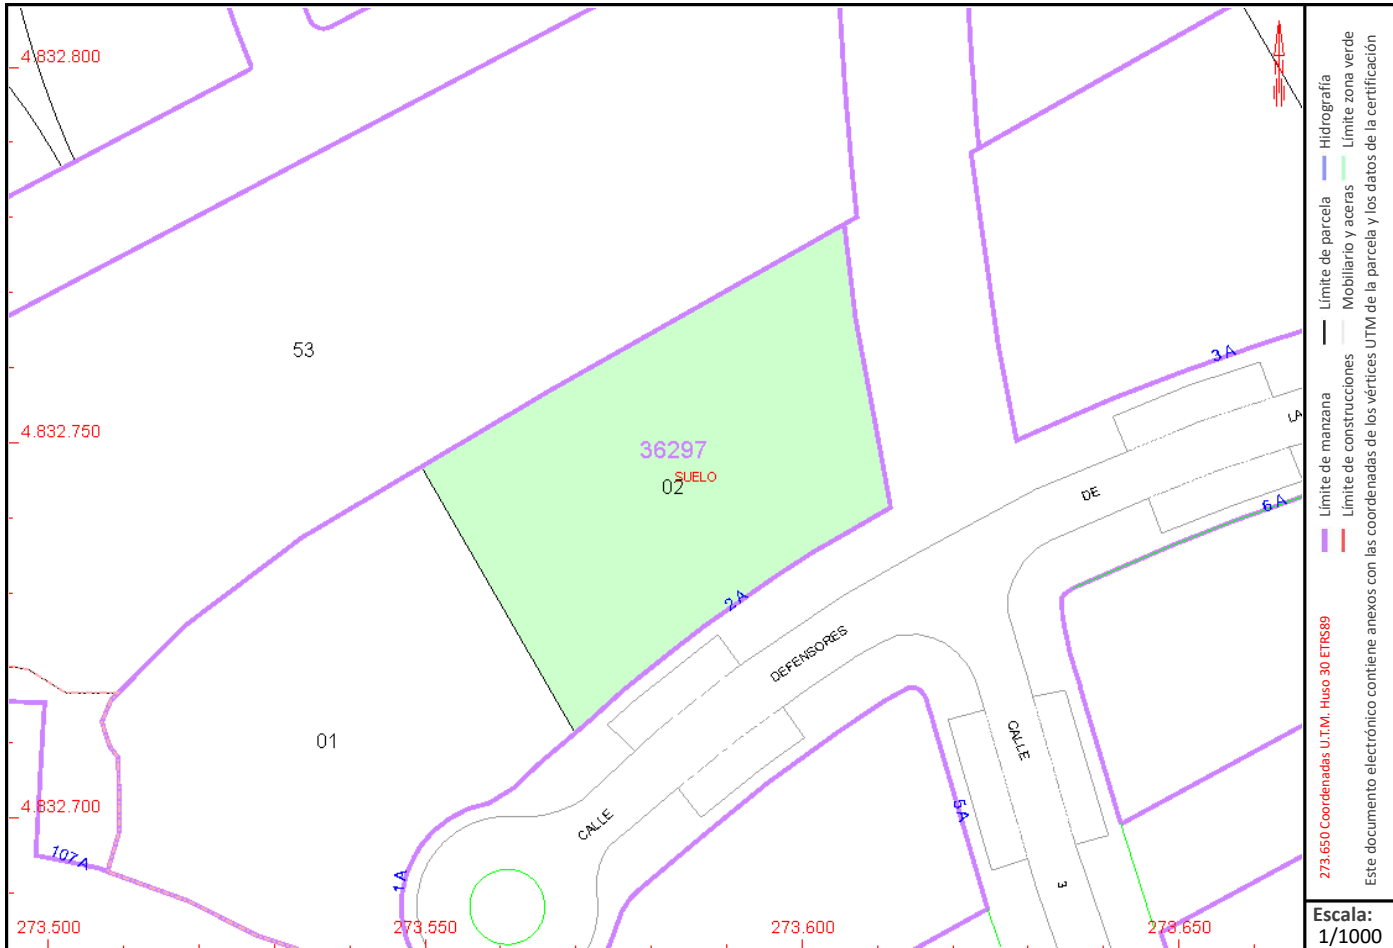 4.832.800
53
3 A
LA
4.832.750
36297
SUELO
02
DE
6 A
2 A
DEFENSORES
01
CALLE
4.832.700
CALLE
5 A
107 A
1 A
3
273.500
273.550
273.600
273.650
273.650 Coordenadas U.T.M. Huso 30 ETRS89
Límite de manzana
Límite de parcela
Hidrografía
Límite de construcciones
Mobiliario y aceras
Límite zona verde
Este documento electrónico contiene anexos con las coordenadas de los vértices UTM de la parcela y los datos de la certificación
Escala:
1/1000